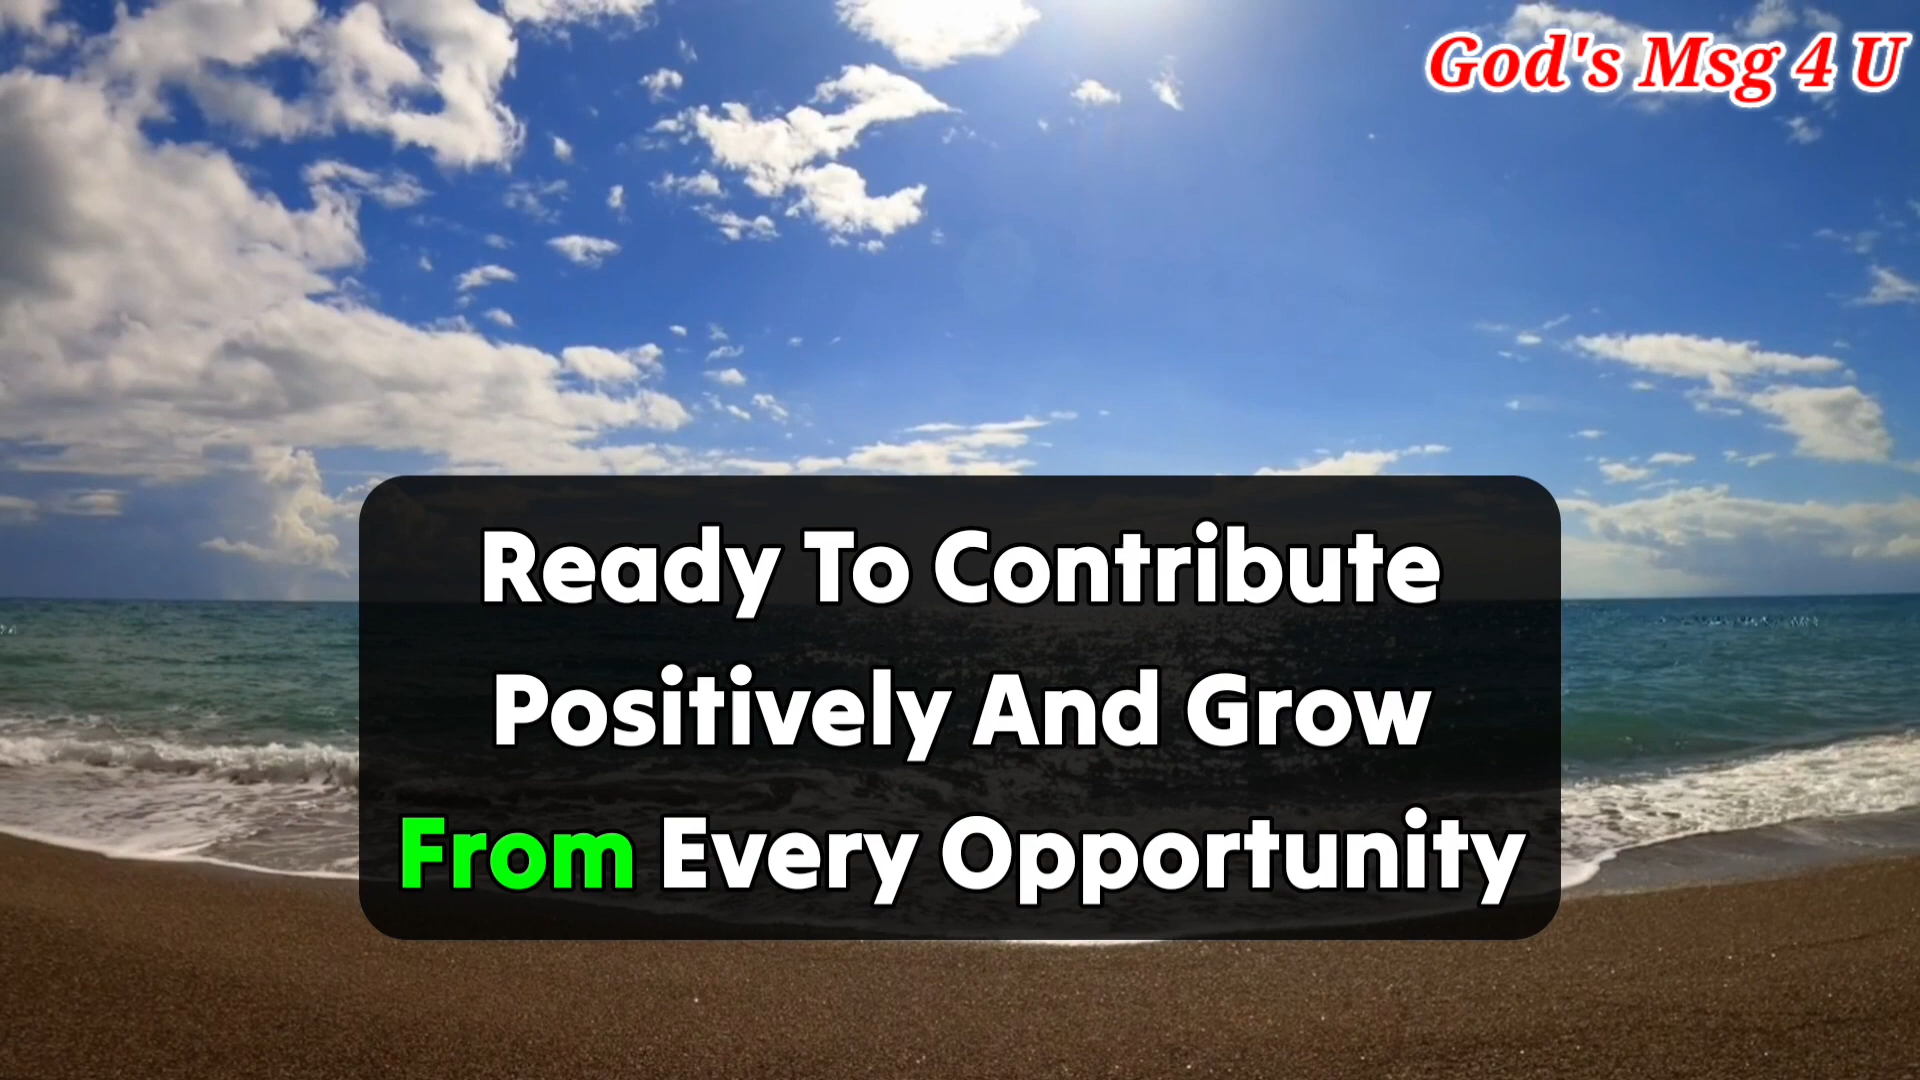 God's Msg 4 U
Ready To Contribute
Positively And Grow
From Every Opportunity